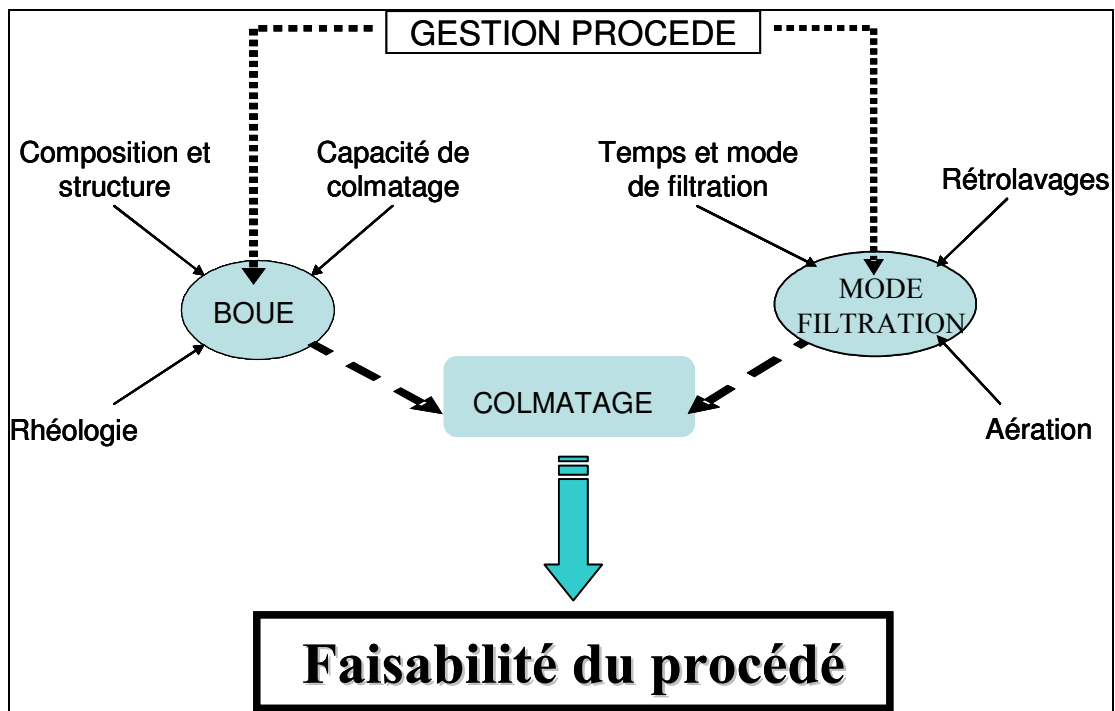 GESTION PROCEDE
Composition et
structure
Capacité de
colmatage
Temps et mode
de filtration
Rétrolavages
BOUE
MODE
FILTRATION
COLMATAGE
Rhéologie
Aération
Faisabilité du procédé